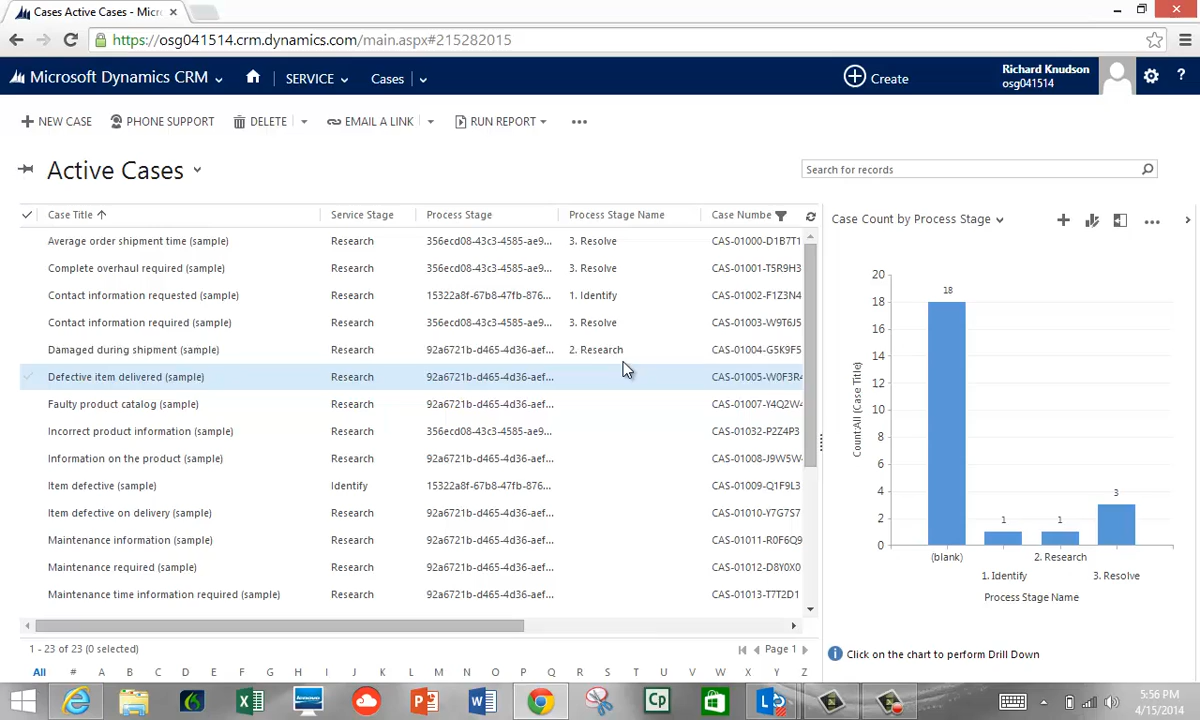 Cases Active Cases - Micr
https://osg041514.crm.dynamics.com/main.aspx#215282015
Microsoft Dynamics CRM SERVICE Cases Create Richard Knudson
osg041514 ?
NEW CASE PHONE SUPPORT DELETE EMAIL A LINK RUN REPORT
Active Cases
Search for records
Case Title Service Stage Process Stage Process Stage Name Case Numbe
Average order shipment time (sample) Research 356ecd08-43c3-4585-ae9... 3. Resolve CAS-01000-D1B7T1
Complete overhaul required (sample) Research 356ecd08-43c3-4585-ae9... 3. Resolve CAS-01001-T5R9H3
Contact information requested (sample) Research 15322a8f-67b8-47fb-876... 1. Identify CAS-01002-F1Z3N4
Contact information required (sample) Research 356ecd08-43c3-4585-ae9... 3. Resolve CAS-01003-W9T6J5
Damaged during shipment (sample) Research 92a6721b-d465-4d36-aef... 2. Research CAS-01004-G5K9F5
Defective item delivered (sample) Research 92a6721b-d465-4d36-aef... CAS-01005-W0F3R4
Faulty product catalog (sample) Research 92a6721b-d465-4d36-aef... CAS-01007-Y4Q2W4
Incorrect product information (sample) Research 356ecd08-43c3-4585-ae9... CAS-01032-P2Z4P3
Information on the product (sample) Research 92a6721b-d465-4d36-aef... CAS-01008-J9W5W
Item defective (sample) Identify 15322a8f-67b8-47fb-876... CAS-01009-Q1F9L3
Item defective on delivery (sample) Research 92a6721b-d465-4d36-aef... CAS-01010-Y7G7S7
Maintenance information (sample) Research 92a6721b-d465-4d36-aef... CAS-01011-R0F6Q9
Maintenance required (sample) Research 92a6721b-d465-4d36-aef... CAS-01012-D8Y0X0
Maintenance time information required (sample) Research 92a6721b-d465-4d36-aef... CAS-01013-T7T2D1
1 - 23 of 23 (0 selected) Page 1
All # A B C D E F G H I J K L M N O P Q R S T U V W X Y Z
Case Count by Process Stage
Count:All (Case Title)
20
18
16
14
12
10
8
6
4
2
0
18
1
1
3
(blank) 2. Research
1. Identify 3. Resolve
Process Stage Name
Click on the chart to perform Drill Down
Cp
5:56 PM
4/15/2014